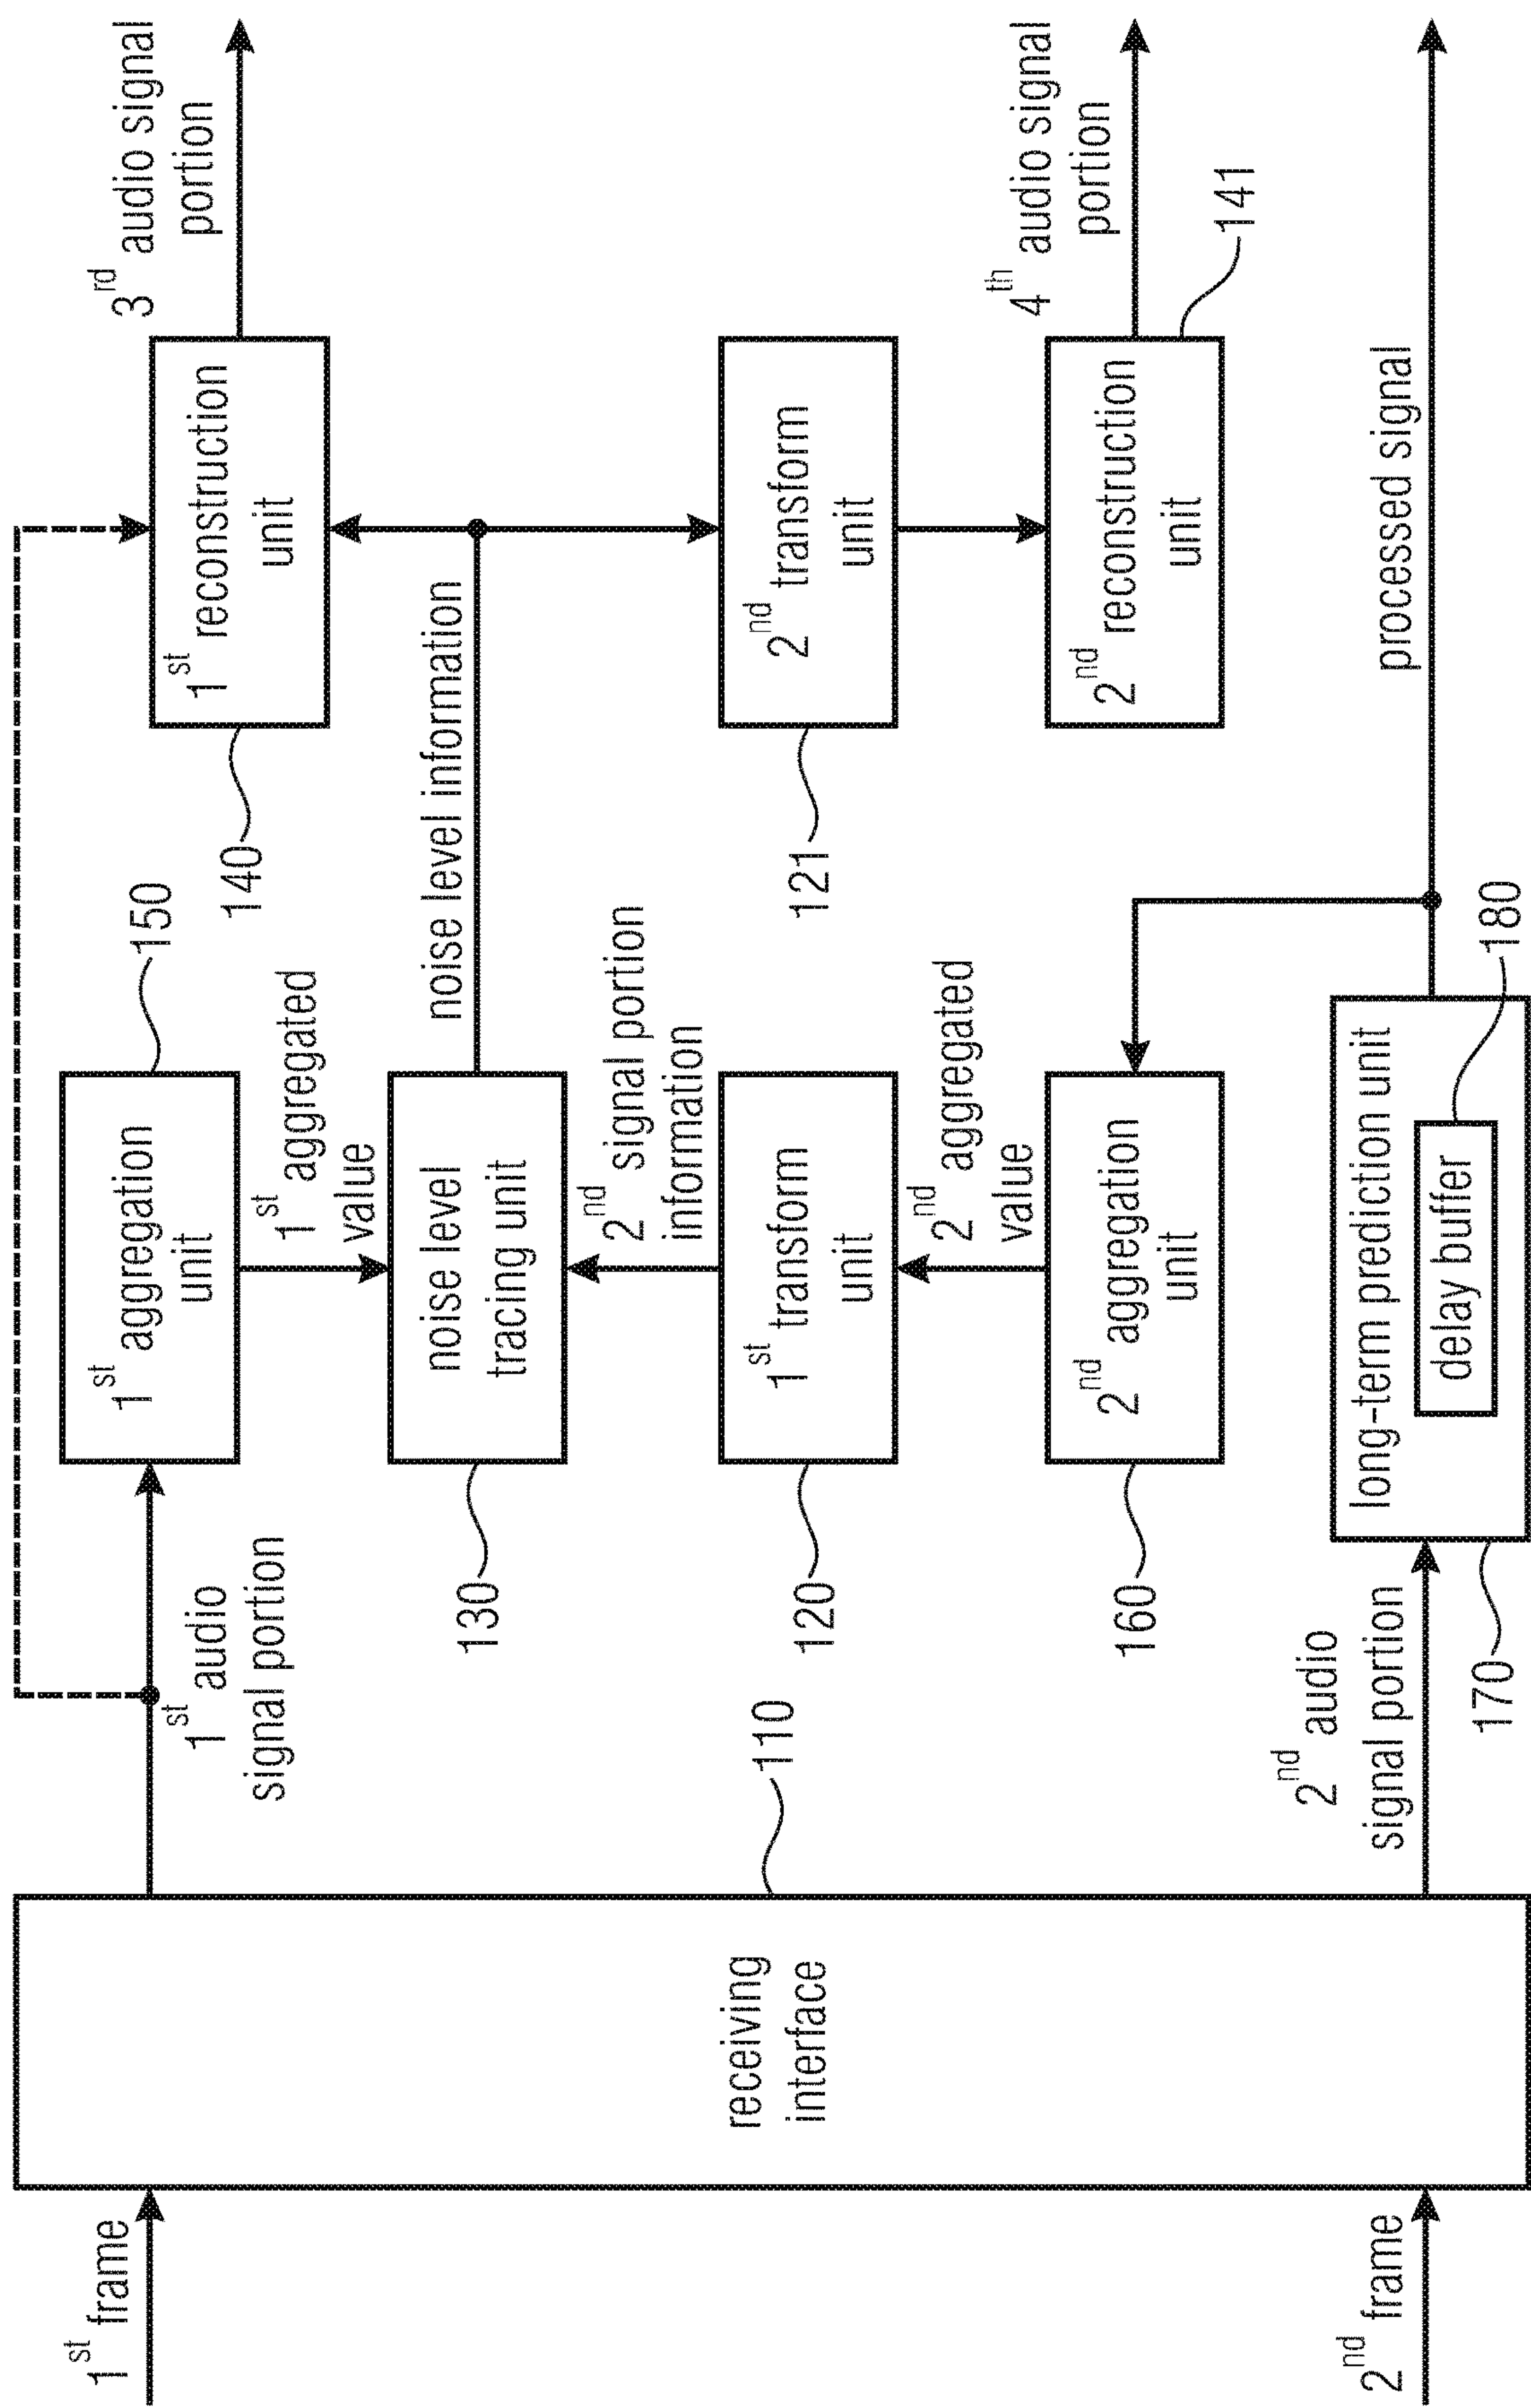 1st frame
2nd frame
receiving
interface
110
1st audio
signal portion
2nd audio
signal portion
1st aggregation
unit
150
1st aggregated
value
noise level
tracing unit
130
noise level information
2nd signal portion
information
1st transform
unit
120
2nd aggregated
value
2nd aggregation
unit
160
long-term prediction unit
delay buffer
170
180
1st reconstruction
unit
140
3rd audio signal
portion
2nd transform
unit
121
2nd reconstruction
unit
141
4th audio signal
portion
processed signal